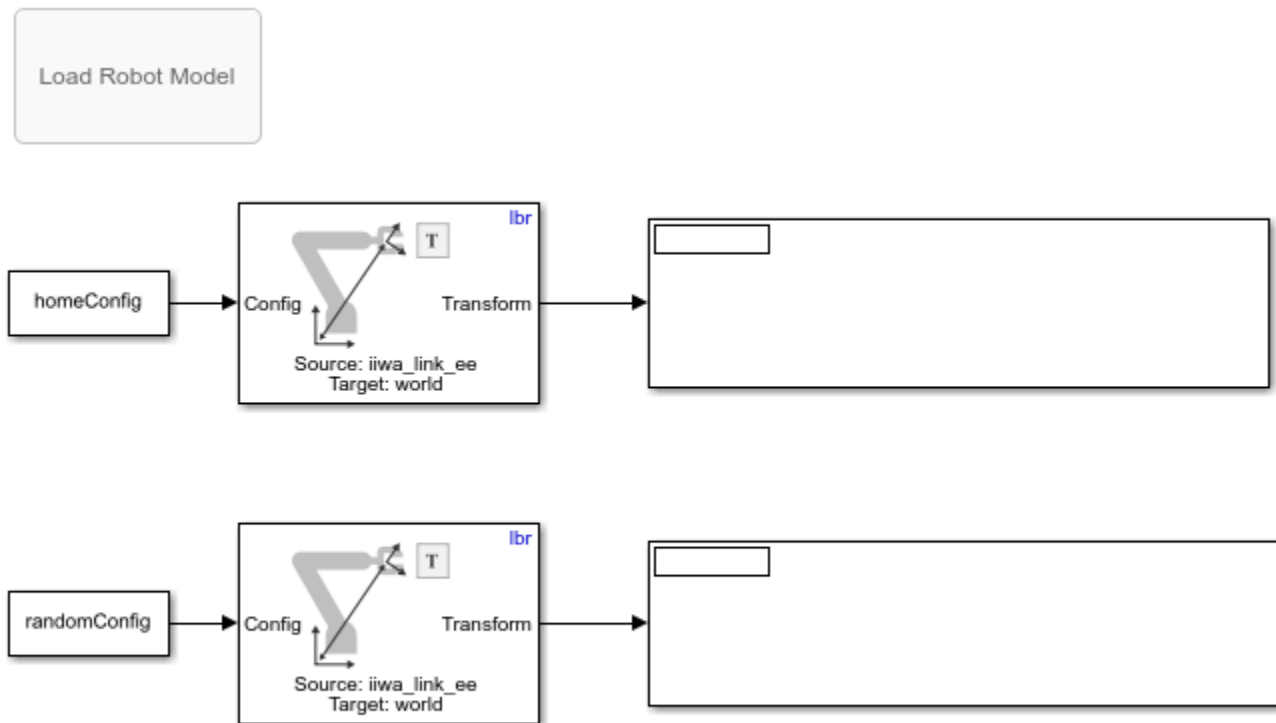 Load Robot Model
lbr
T
homeConfig
Config
Transform
Source: iiwa_link_ee
Target: world
lbr
T
randomConfig
Config
Transform
Source: iiwa_link_ee
Target: world